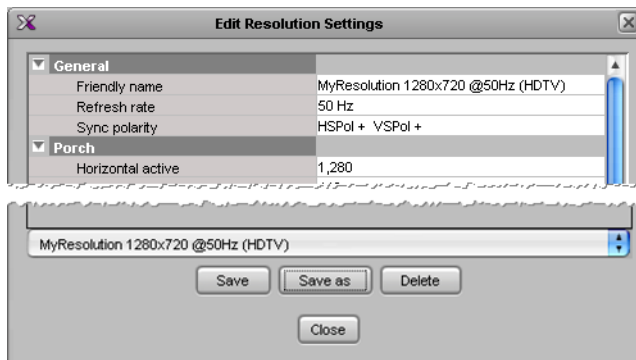 Edit Resolution Settings
General
Friendly name MyResolution 1280x720 @50Hz (HDTV)
Refresh rate 50 Hz
Sync polarity HSPol + VSPol +
Porch
Horizontal active 1,280
MyResolution 1280x720 @50Hz (HDTV)
Save Save as Delete
Close